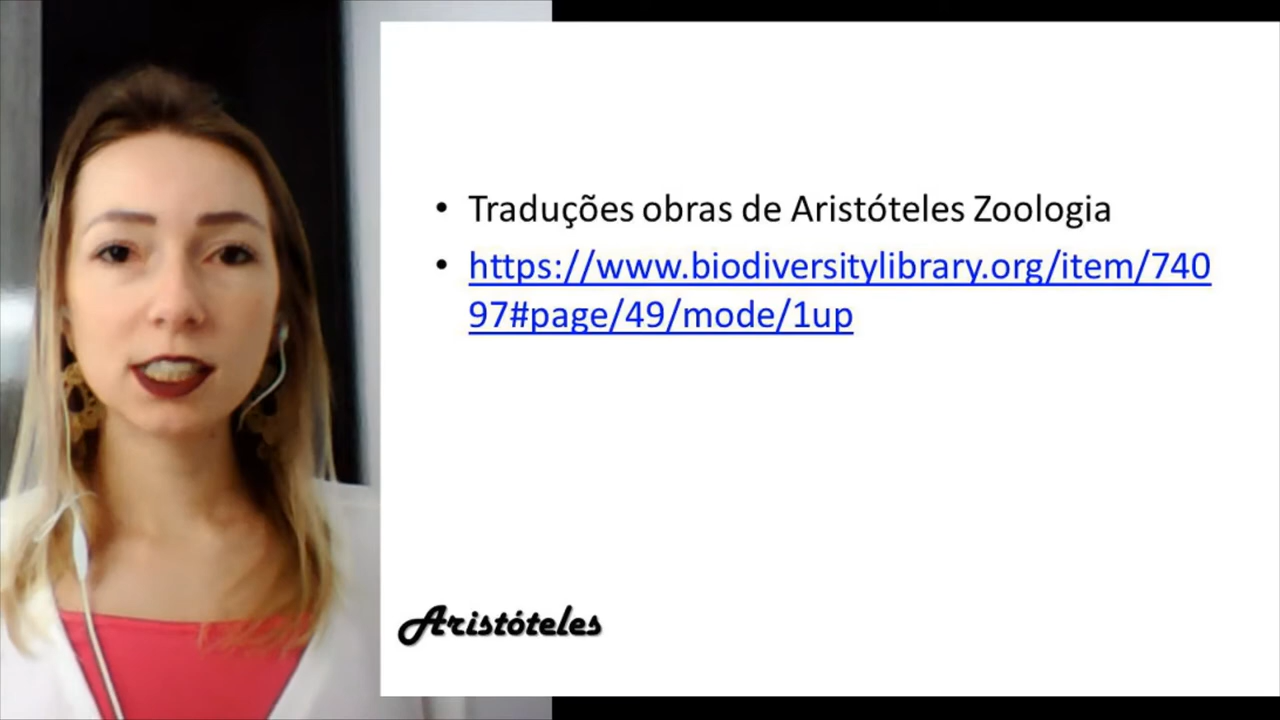 • Traduções obras de Aristóteles Zoologia
• https://www.biodiversitylibrary.org/item/740
97#page/49/mode/1up
Aristóteles